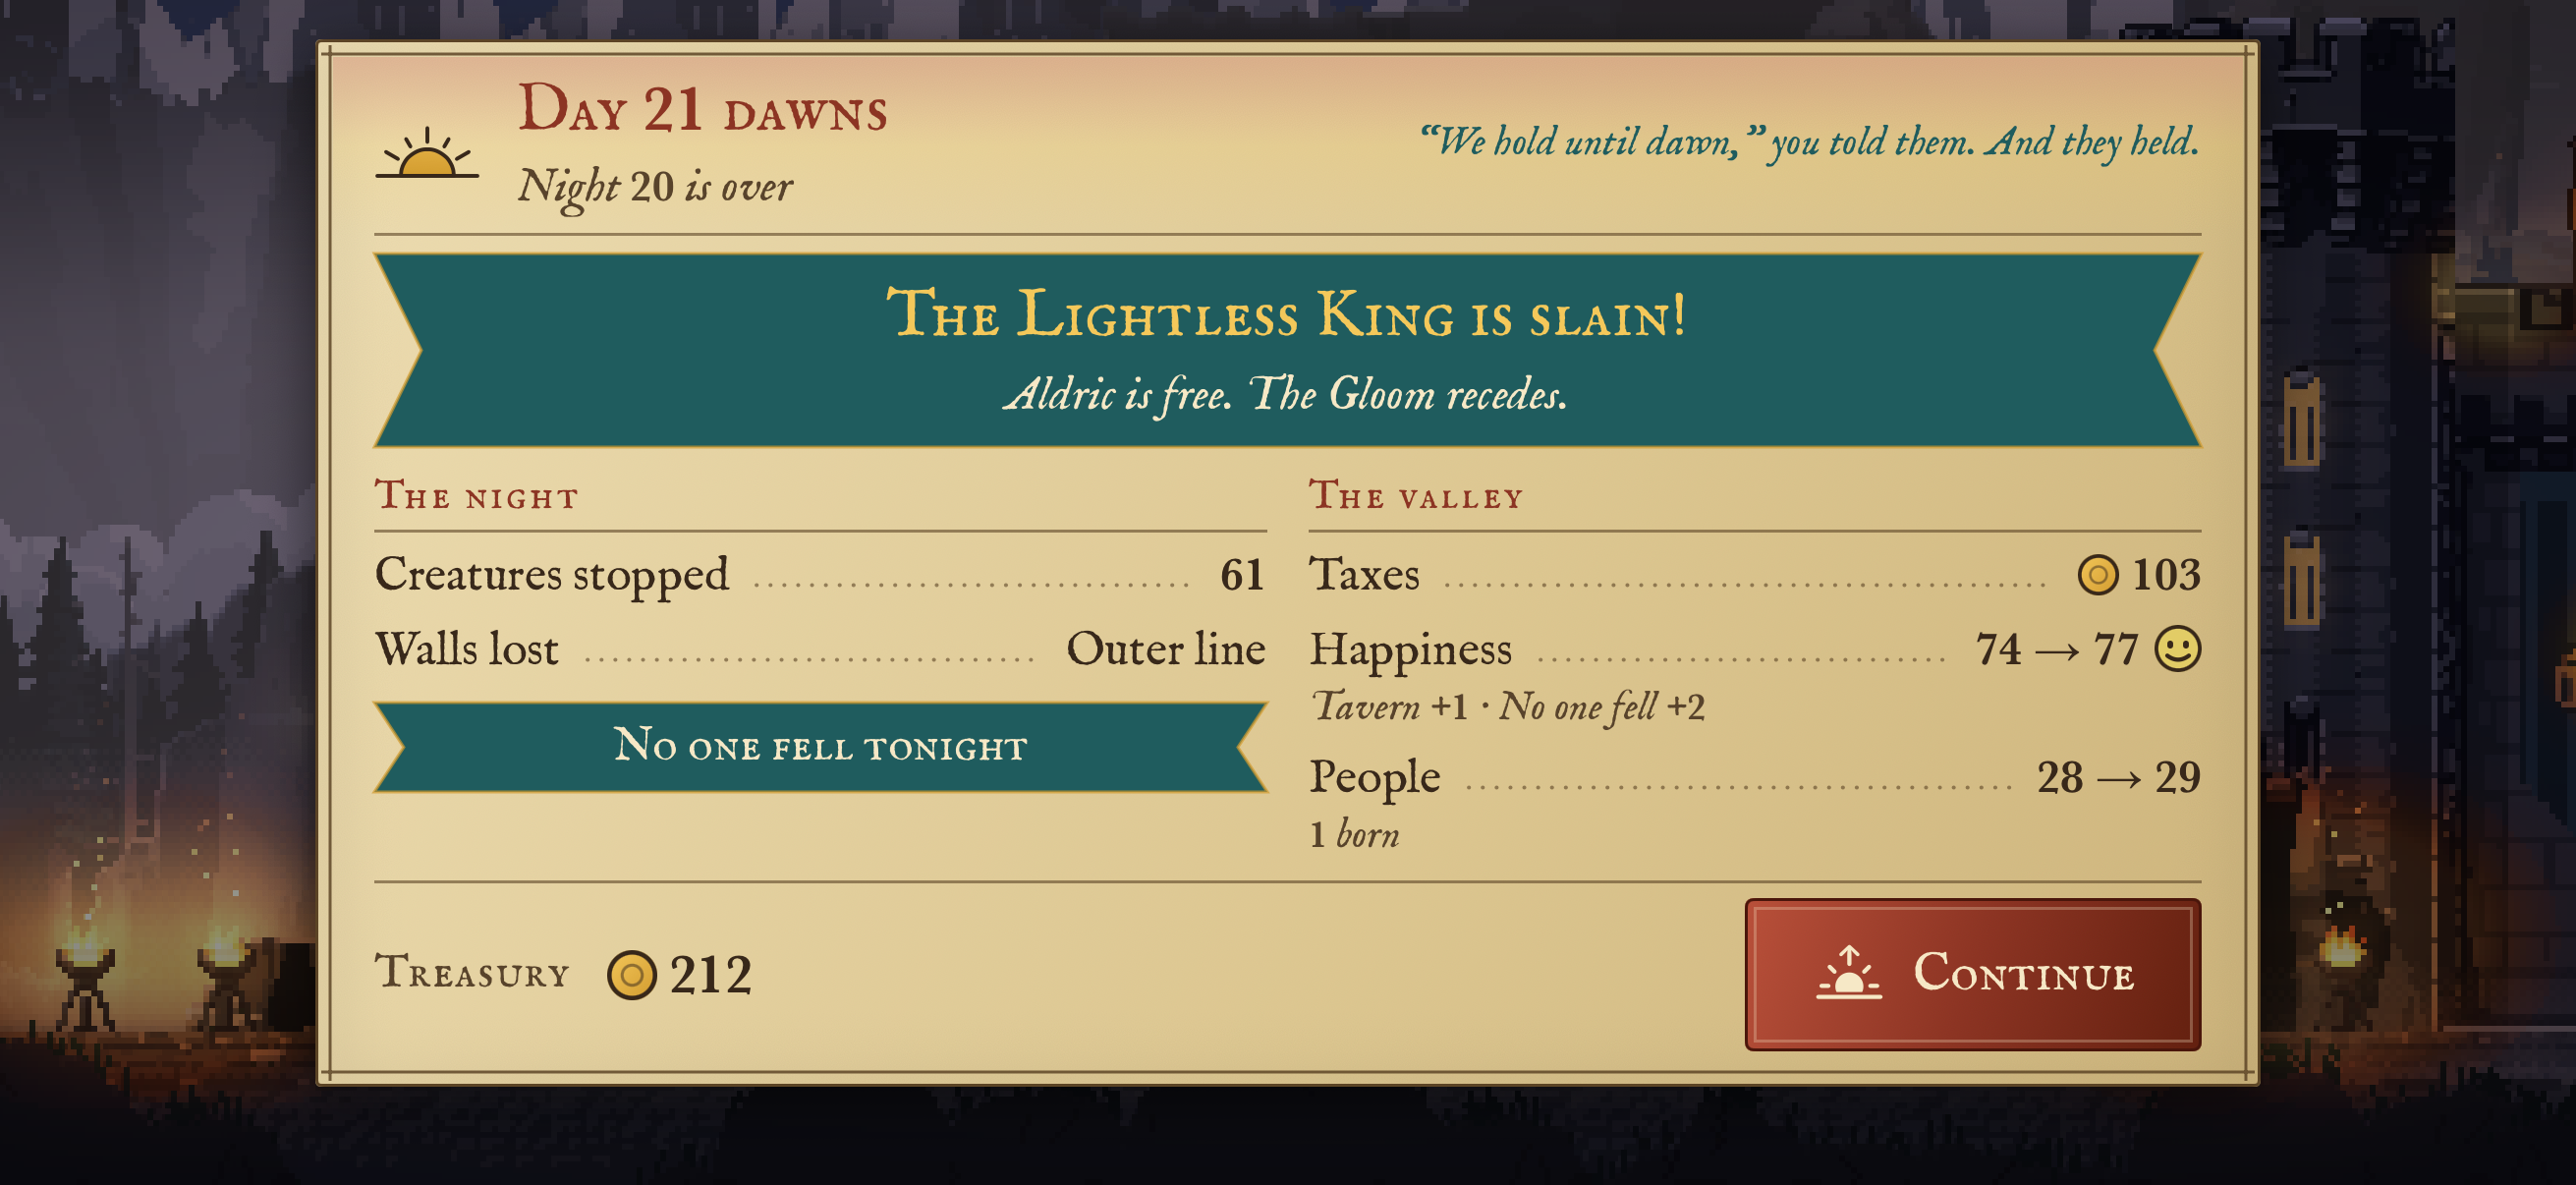 Day 21 dawns
Night 20 is over
“We hold until dawn,” you told them. And they held.
The Lightless King is slain!
Aldric is free. The Gloom recedes.
The night
Creatures stopped 61
Walls lost Outer line
No one fell tonight
The valley
Taxes 103
Happiness 74 → 77
Tavern +1 · No one fell +2
People 28 → 29
1 born
Treasury 212
Continue